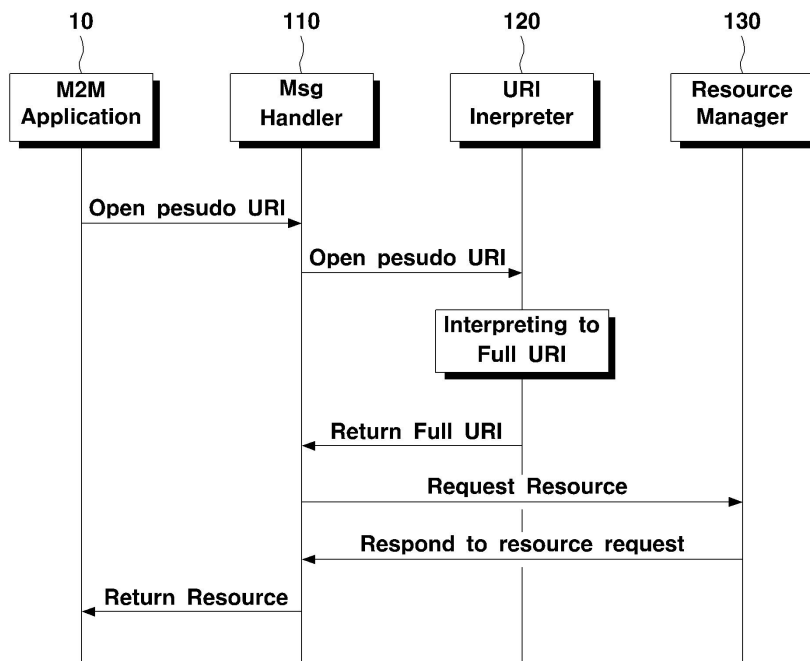 10
110
120
130
M2M
Application
Msg
Handler
URI
Inerpreter
Resource
Manager
Open pesudo URI
Open pesudo URI
Interpreting to
Full URI
Return Full URI
Request Resource
Respond to resource request
Return Resource